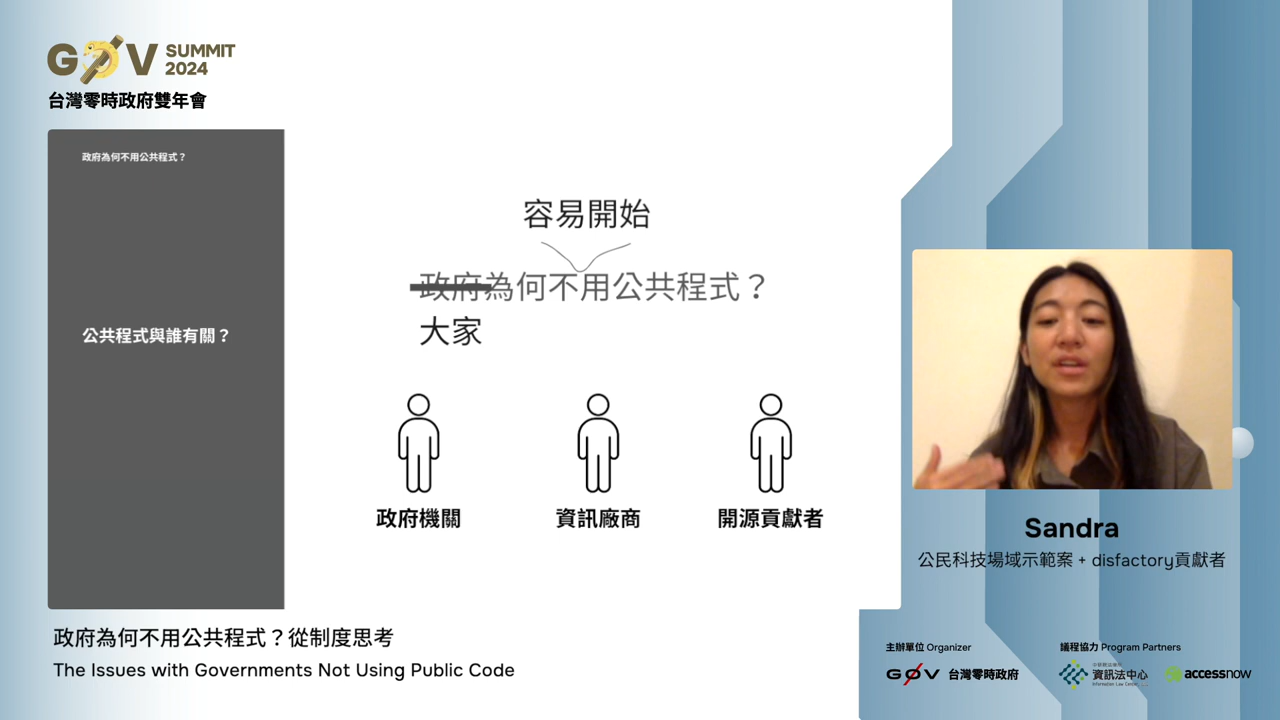 G0V SUMMIT 2024
台灣零時政府雙年會
政府為何不用公共程式？
公共程式與誰有關？
容易開始
政府為何不用公共程式？
大家
政府機關
資訊廠商
開源貢獻者
Sandra
公民科技場域示範案 + disfactory貢獻者
政府為何不用公共程式？從制度思考
The Issues with Governments Not Using Public Code
主辦單位 Organizer
議程協力 Program Partners
G0V 台灣零時政府
資訊法中心
accessnow